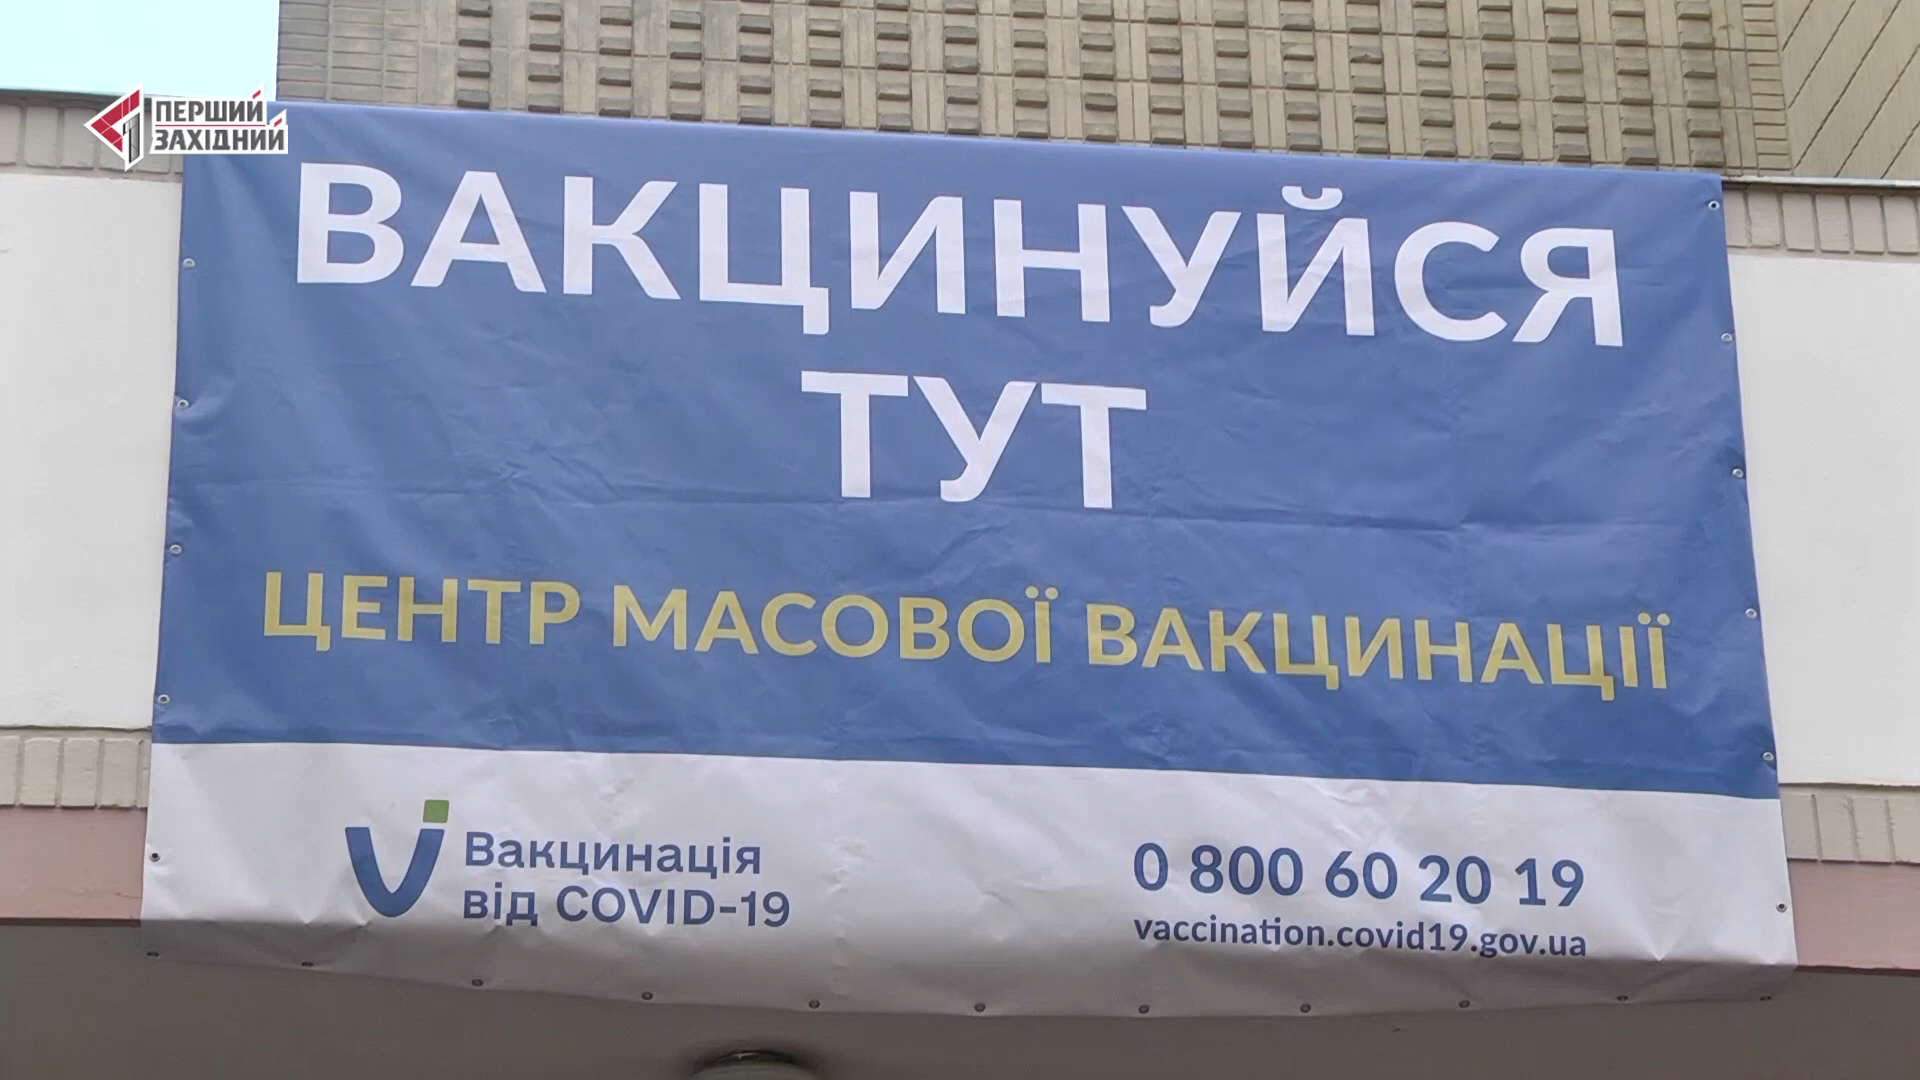 ПЕРШИЙ
ЗАХІДНИЙ
ВАКЦИНУЙСЯ
ТУТ
ЦЕНТР МАСОВОЇ ВАКЦИНАЦІЇ
Вакцинація
від COVID-19
0 800 60 20 19
vaccination.covid19.gov.ua